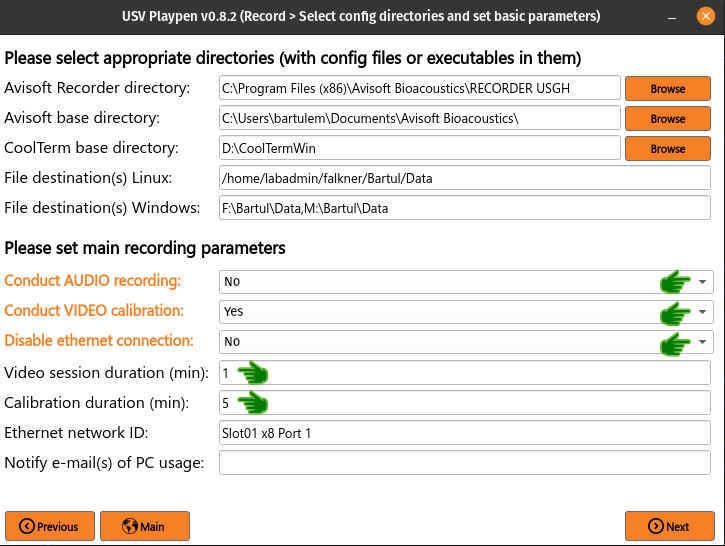 USV Playpen v0.8.2 (Record > Select config directories and set basic parameters)
Please select appropriate directories (with config files or executables in them)
Avisoft Recorder directory: C:\Program Files (x86)\Avisoft Bioacoustics\RECORDER USGH Browse
Avisoft base directory: C:\Users\bartulem\Documents\Avisoft Bioacoustics\ Browse
CoolTerm base directory: D:\CoolTermWin Browse
File destination(s) Linux: /home/labadmin/falkner/Bartul/Data
File destination(s) Windows: F:\Bartul\Data,M:\Bartul\Data
Please set main recording parameters
Conduct AUDIO recording: No
Conduct VIDEO calibration: Yes
Disable ethernet connection: No
Video session duration (min): 1
Calibration duration (min): 5
Ethernet network ID: Slot01 x8 Port 1
Notify e-mail(s) of PC usage:
Previous Main Next